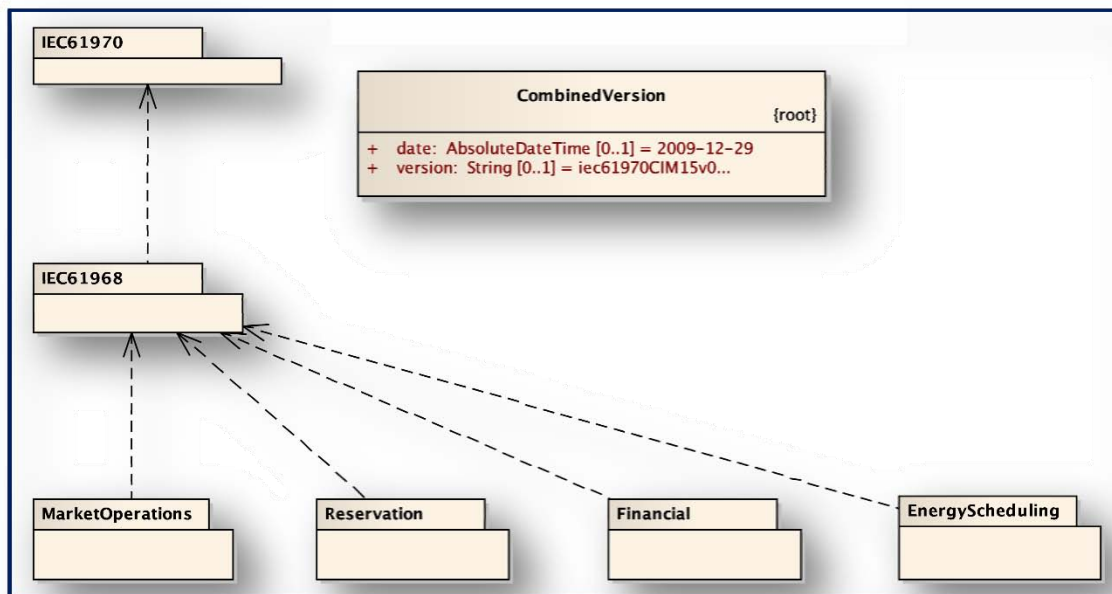 IEC61970
CombinedVersion
{root}
+ date: AbsoluteDateTime [0..1] = 2009-12-29
+ version: String [0..1] = iec61970CIM15v0...
IEC61968
MarketOperations
Reservation
Financial
EnergyScheduling